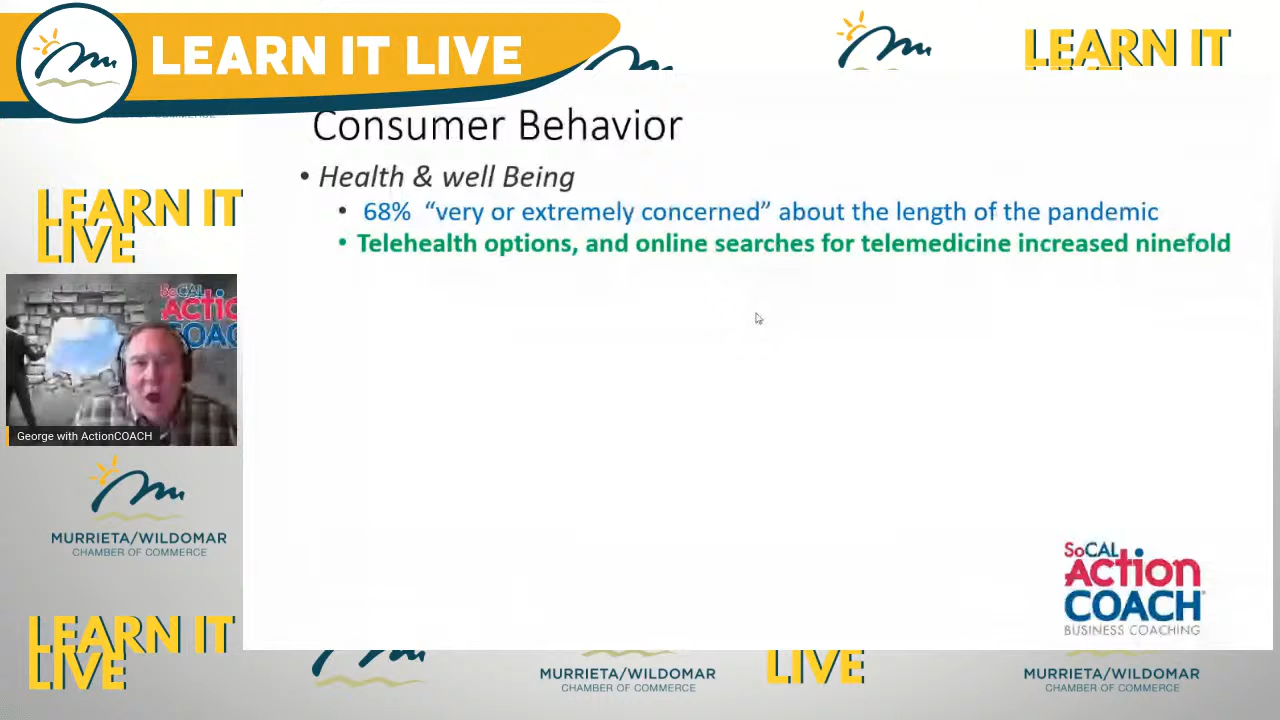 LEARN IT LIVE
LEARN IT
Consumer Behavior
• Health & well Being
• 68% “very or extremely concerned” about the length of the pandemic
• Telehealth options, and online searches for telemedicine increased ninefold
LEARN IT
LIVE
SoCAL
ACTION
COAC
George with ActionCOACH
MURRIETA/WILDOMAR
CHAMBER OF COMMERCE
SoCAL
Action
COACH
BUSINESS COACHING
LEARN IT
LIVE
MURRIETA/WILDOMAR
CHAMBER OF COMMERCE
LIVE
MURRIETA/WILDOMAR
CHAMBER OF COMMERCE